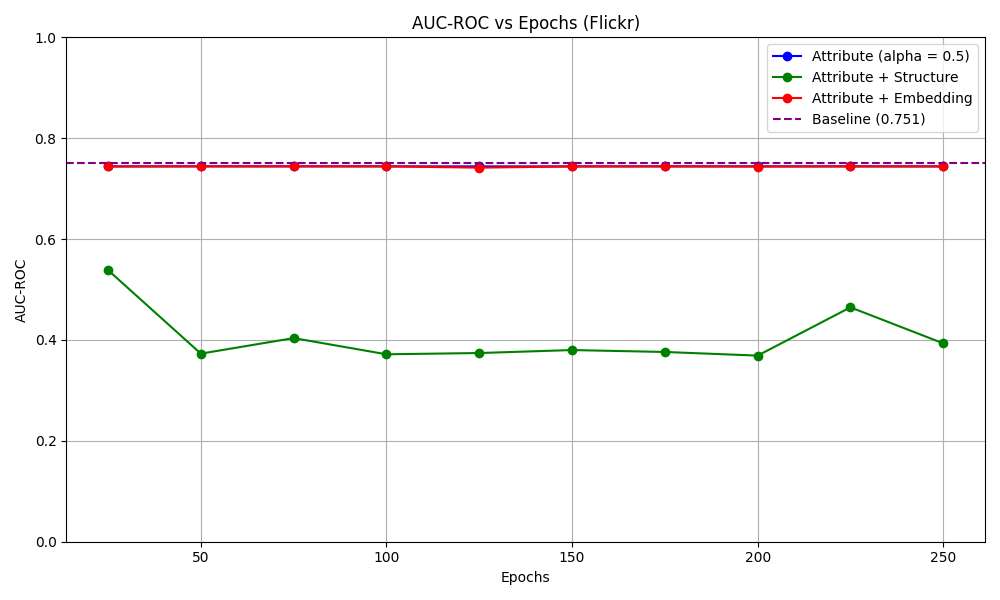 AUC-ROC vs Epochs (Flickr)
Attribute (alpha = 0.5)
Attribute + Structure
Attribute + Embedding
Baseline (0.751)
AUC-ROC
1.0
0.8
0.6
0.4
0.2
0.0
50 100 150 200 250
Epochs